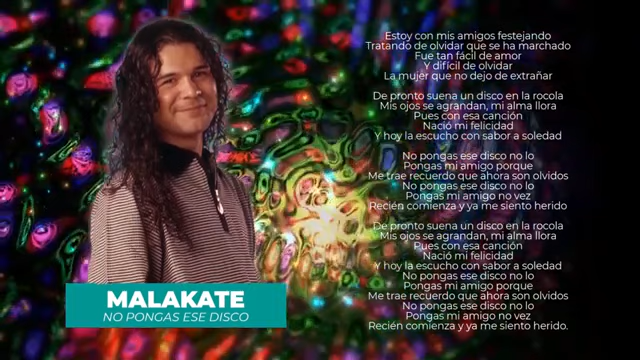 Estoy con mis amigos festejando
Tratando de olvidar que se ha marchado
Fue tan fácil de amor
Y difícil de olvidar
La mujer que no dejo de extrañar
De pronto suena un disco en la rocola
Mis ojos se agrandan, mi alma llora
Pues con esa canción
Nació mi felicidad
Y hoy la escucho con sabor a soledad
No pongas ese disco no lo
Pongas mi amigo porque
Me trae recuerdo que ahora son olvidos
No pongas ese disco no lo
Pongas mi amigo no vez
Recién comienza y ya me siento herido
De pronto suena un disco en la rocola
Mis ojos se agrandan, mi alma llora
Pues con esa canción
Nació mi felicidad
Y hoy la escucho con sabor a soledad
No pongas ese disco no lo
Pongas mi amigo porque
Me trae recuerdo que ahora son olvidos
No pongas ese disco no lo
Pongas mi amigo no vez
Recién comienza y ya me siento herido.
MALAKATE
NO PONGAS ESE DISCO